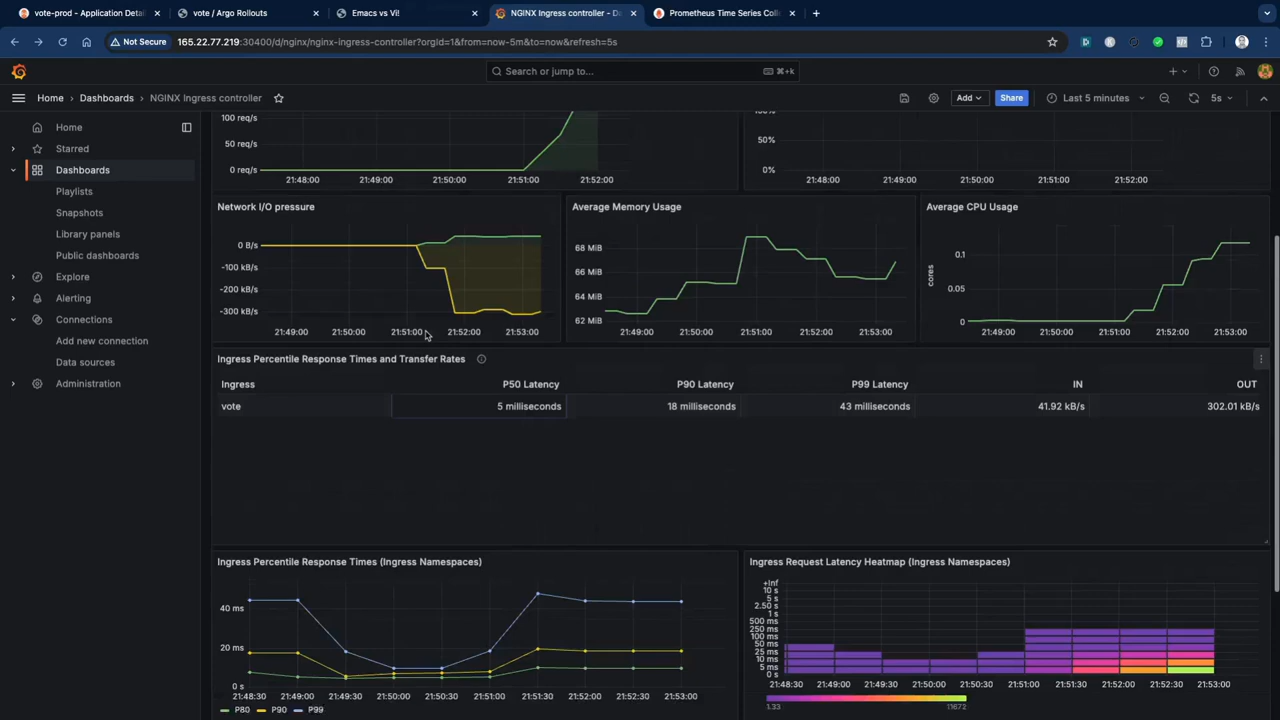 vote-prod - Application Detail
vote / Argo Rollouts
Emacs vs Vi!
NGINX Ingress controller - D
Prometheus Time Series Coll
Not Secure
165.22.77.219:30400/d/nginx/nginx-ingress-controller?orgId=1&from=now-5m&to=now&refresh=5s
Search or jump to...
⌘+k
Home
Dashboards
NGINX Ingress controller
Add
Share
Last 5 minutes
5s
Home
Starred
Dashboards
Playlists
Snapshots
Library panels
Public dashboards
Explore
Alerting
Connections
Add new connection
Data sources
Administration
100 req/s
50 req/s
0 req/s
21:48:00 21:49:00 21:50:00 21:51:00 21:52:00
100%
50%
0%
21:48:00 21:49:00 21:50:00 21:51:00 21:52:00
Network I/O pressure
0 B/s
-100 kB/s
-200 kB/s
-300 kB/s
21:49:00 21:50:00 21:51:00 21:52:00 21:53:00
Average Memory Usage
68 MiB
66 MiB
64 MiB
62 MiB
21:49:00 21:50:00 21:51:00 21:52:00 21:53:00
Average CPU Usage
cores
0.1
0.05
0
21:49:00 21:50:00 21:51:00 21:52:00 21:53:00
Ingress Percentile Response Times and Transfer Rates
Ingress P50 Latency P90 Latency P99 Latency IN OUT
vote 5 milliseconds 18 milliseconds 43 milliseconds 41.92 kB/s 302.01 kB/s
Ingress Percentile Response Times (Ingress Namespaces)
40 ms
20 ms
0 s
21:48:30 21:49:00 21:49:30 21:50:00 21:50:30 21:51:00 21:51:30 21:52:00 21:52:30 21:53:00
P80 P90 P99
Ingress Request Latency Heatmap (Ingress Namespaces)
+Inf
10 s
5 s
2.50 s
1 s
500 ms
250 ms
100 ms
50 ms
25 ms
10 ms
5 ms
0 s
21:48:30 21:49:00 21:49:30 21:50:00 21:50:30 21:51:00 21:51:30 21:52:00 21:52:30 21:53:00
1.33 11672